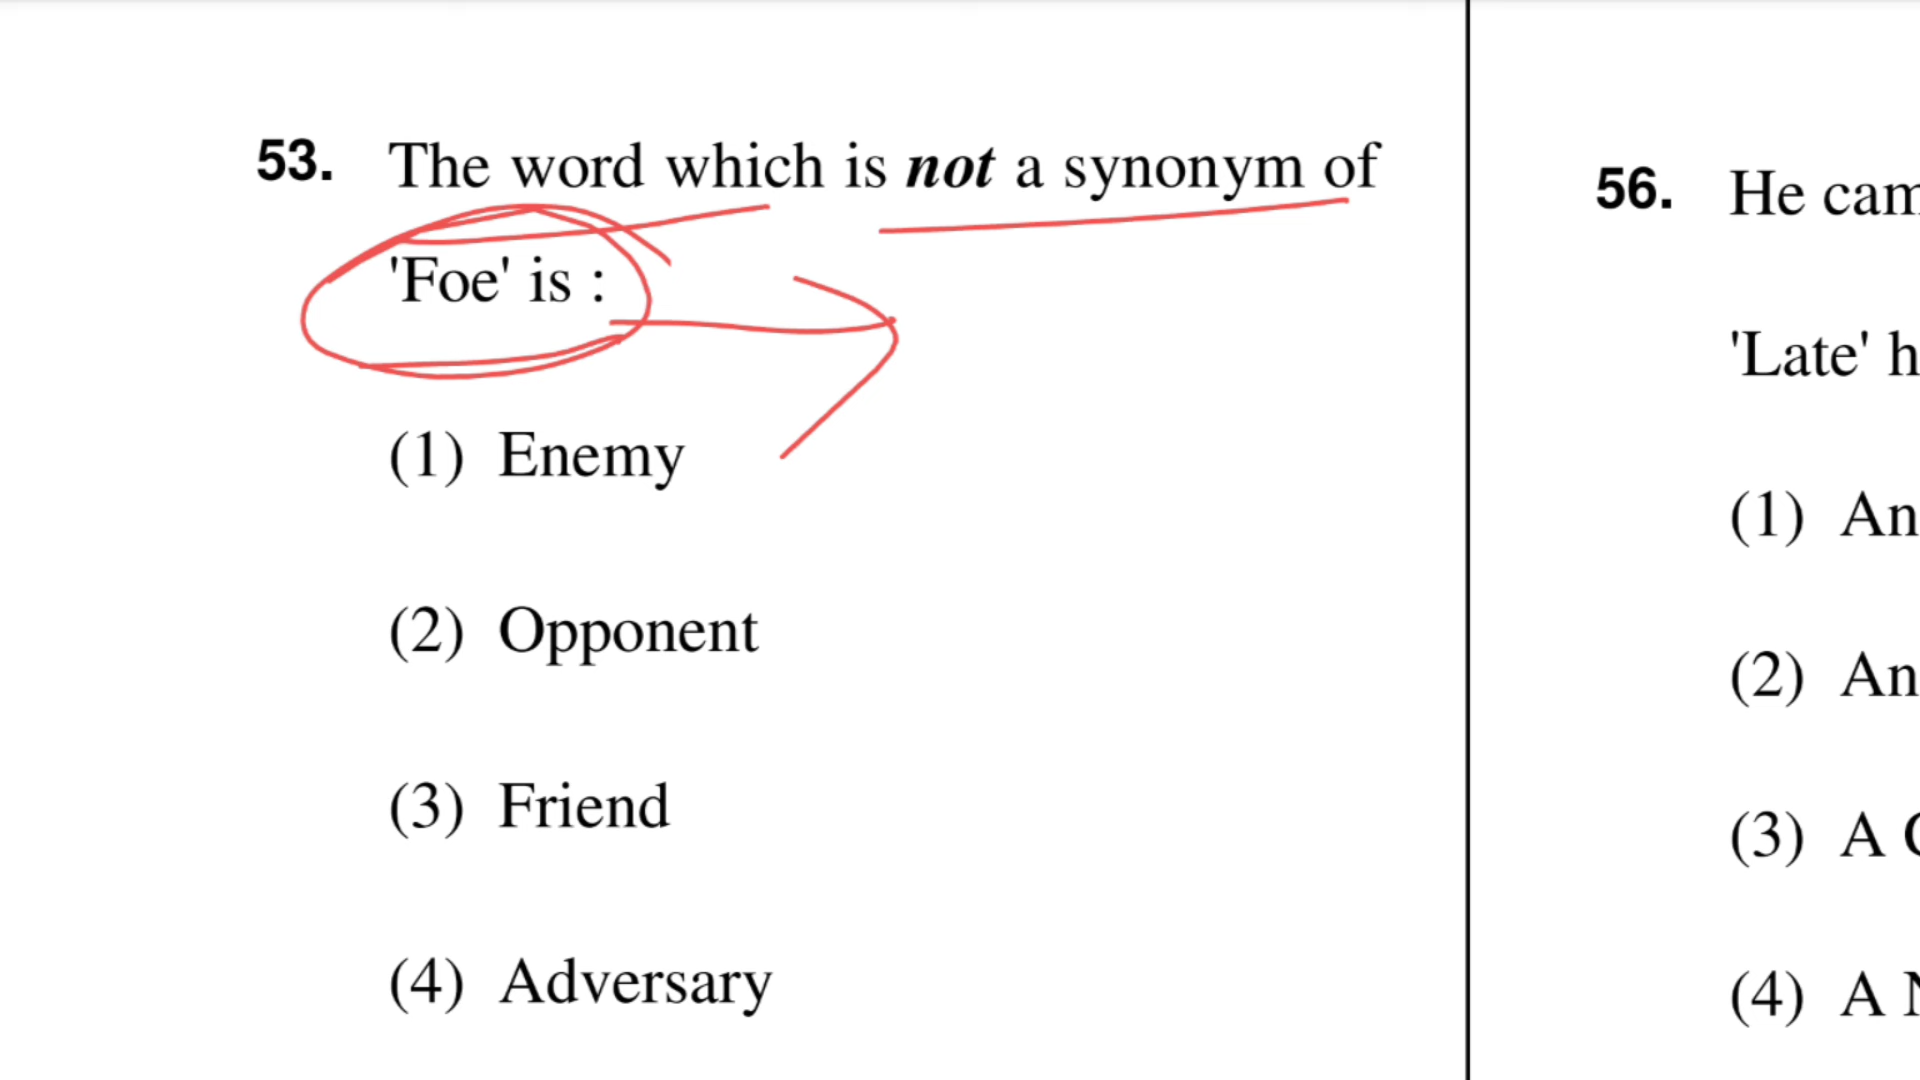 53. The word which is not a synonym of
'Foe' is :
(1) Enemy
(2) Opponent
(3) Friend
(4) Adversary
56. He
'Late'
(1) An
(2) An
(3) A
(4) A